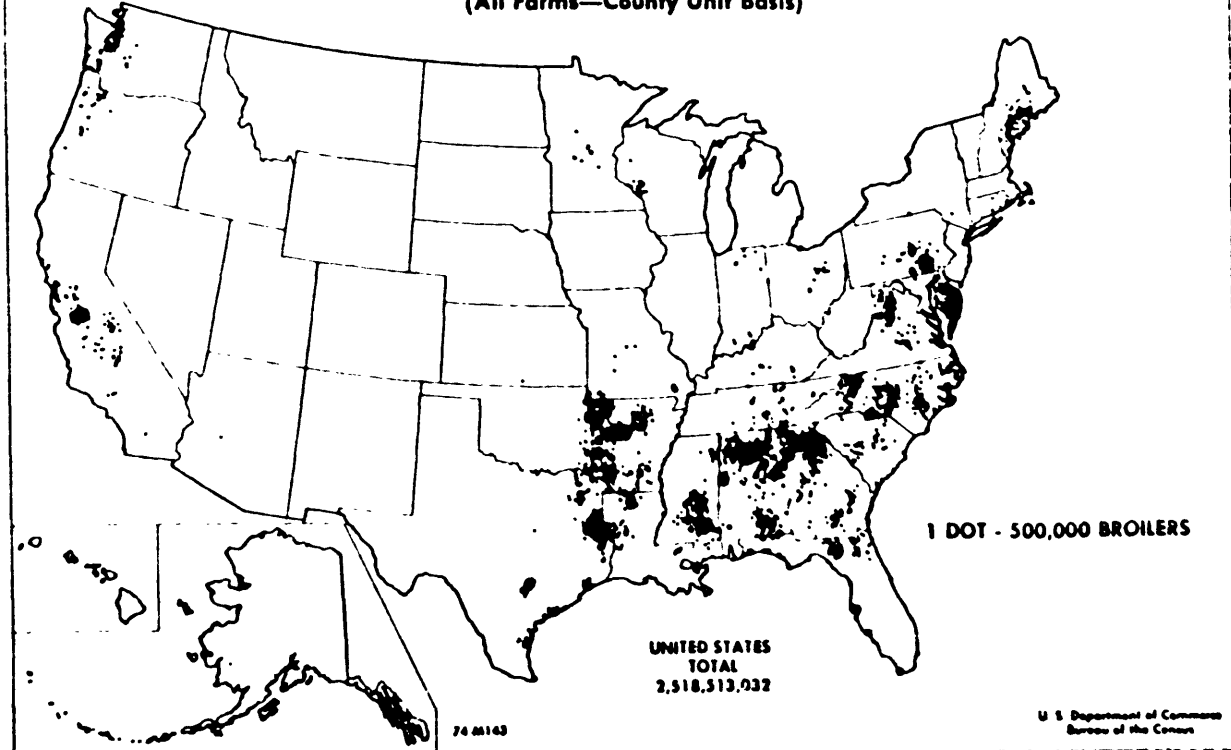 (All Farms—County Unit Basis)
1 DOT - 500,000 BROILERS
UNITED STATES
TOTAL
2,518,513,032
74 M143
U S Department of Commerce
Bureau of the Census